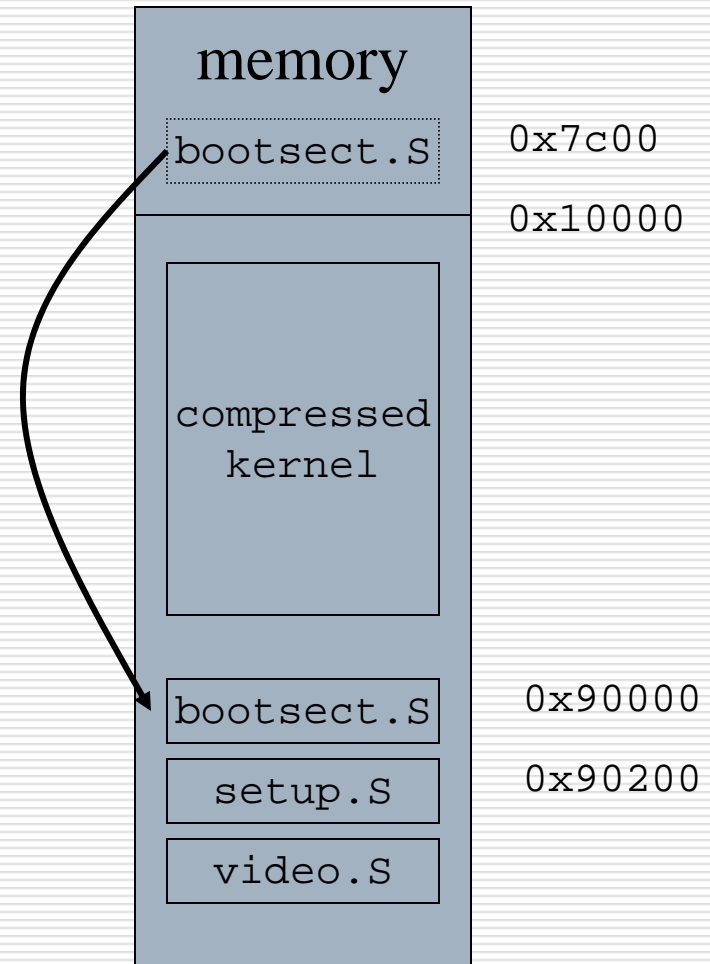 memory
bootsect.S
0x7c00
0x10000
compressed
kernel
bootsect.S
0x90000
setup.S
0x90200
video.S